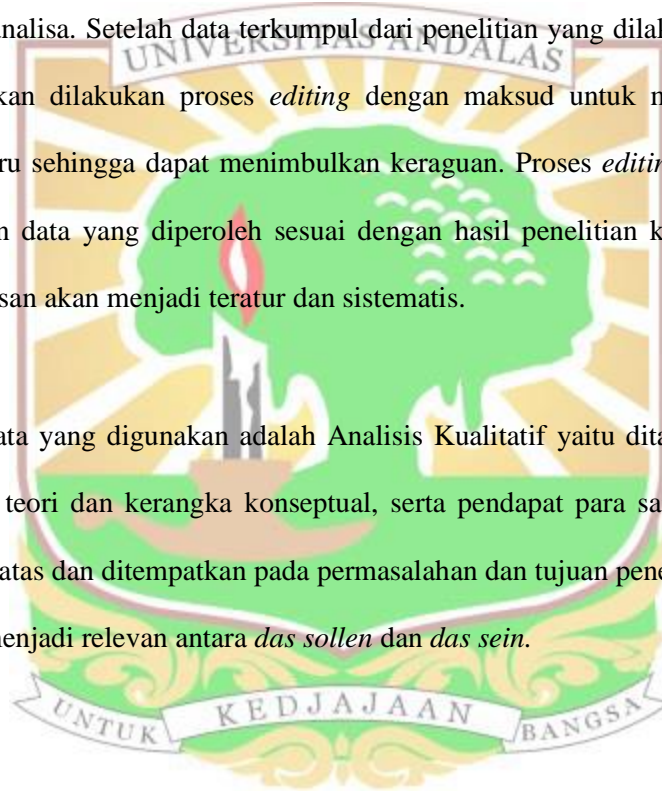 nalisa. Setelah data terkumpul dari penelitian yang dilal
UNIVERSITAS ANDALAS
kan dilakukan proses editing dengan maksud untuk
ru sehingga dapat menimbulkan keraguan. Proses editin
data yang diperoleh sesuai dengan hasil penelitian k
san akan menjadi teratur dan sistematis.
ata yang digunakan adalah Analisis Kualitatif yaitu dita
teori dan kerangka konseptual, serta pendapat para sa
atas dan ditempatkan pada permasalahan dan tujuan pene
menjadi relevan antara das sollen dan das sein.
UNTUK KEDJAJAAN BANGSA